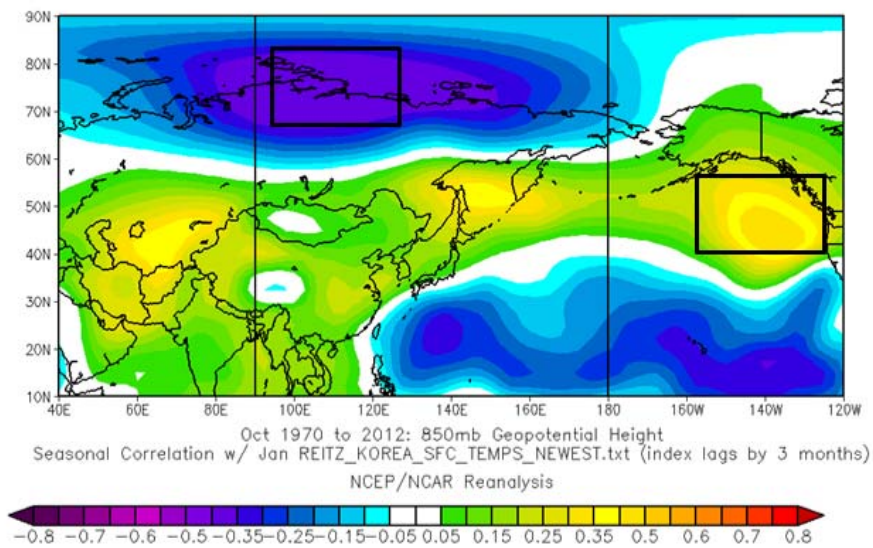 90N
80N
70N
60N
50N
40N
30N
20N
10N
40E 60E 80E 100E 120E 140E 160E 180 160W 140W 120W
Oct 1970 to 2012: 850mb Geopotential Height
Seasonal Correlation w/ Jan REITZ_KOREA_SFC_TEMPS_NEWEST.txt (index lags by 3 months)
NCEP/NCAR Reanalysis
-0.8 -0.7 -0.6 -0.5 -0.35 -0.25 -0.15 -0.05 0.05 0.15 0.25 0.35 0.5 0.6 0.7 0.8